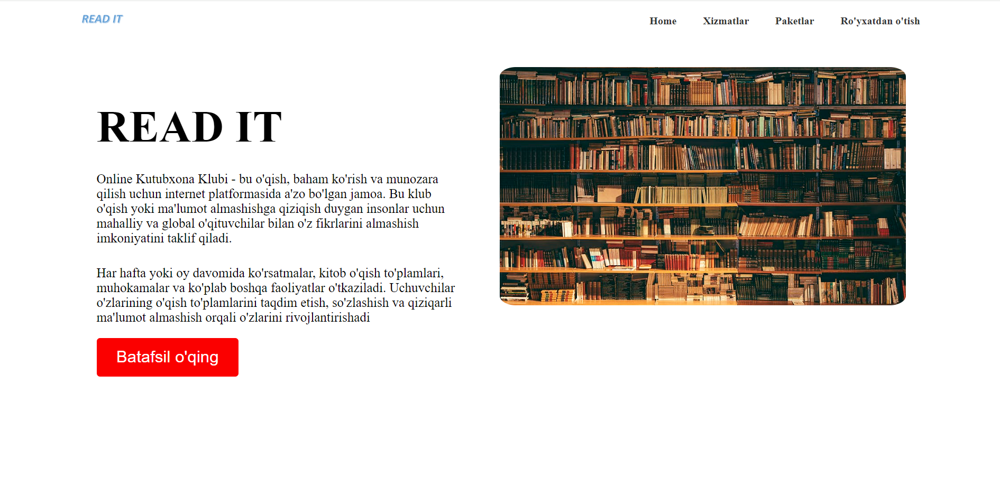 READ IT
Home Xizmatlar Paketlar Ro'yxatdan o'tish
READ IT
Online Kutubxona Klubi - bu o'qish, baham ko'rish va munozara
qilish uchun internet platformasida a'zo bo'lgan jamoa. Bu klub
o'qish yoki ma'lumot almashishga qiziqish duygan insonlar uchun
mahalliy va global o'qituvchilar bilan o'z fikrlarini almashish
imkoniyatini taklif qiladi.
Har hafta yoki oy davomida ko'rsatmalar, kitob o'qish to'plamlari,
muhokamalar va ko'plab boshqa faoliyatlar o'tkaziladi. Uchuvchilar
o'zlarining o'qish to'plamlarini taqdim etish, so'zlashish va qiziqarli
ma'lumot almashish orqali o'zlarini rivojlantirishadi
Batafsil o'qing